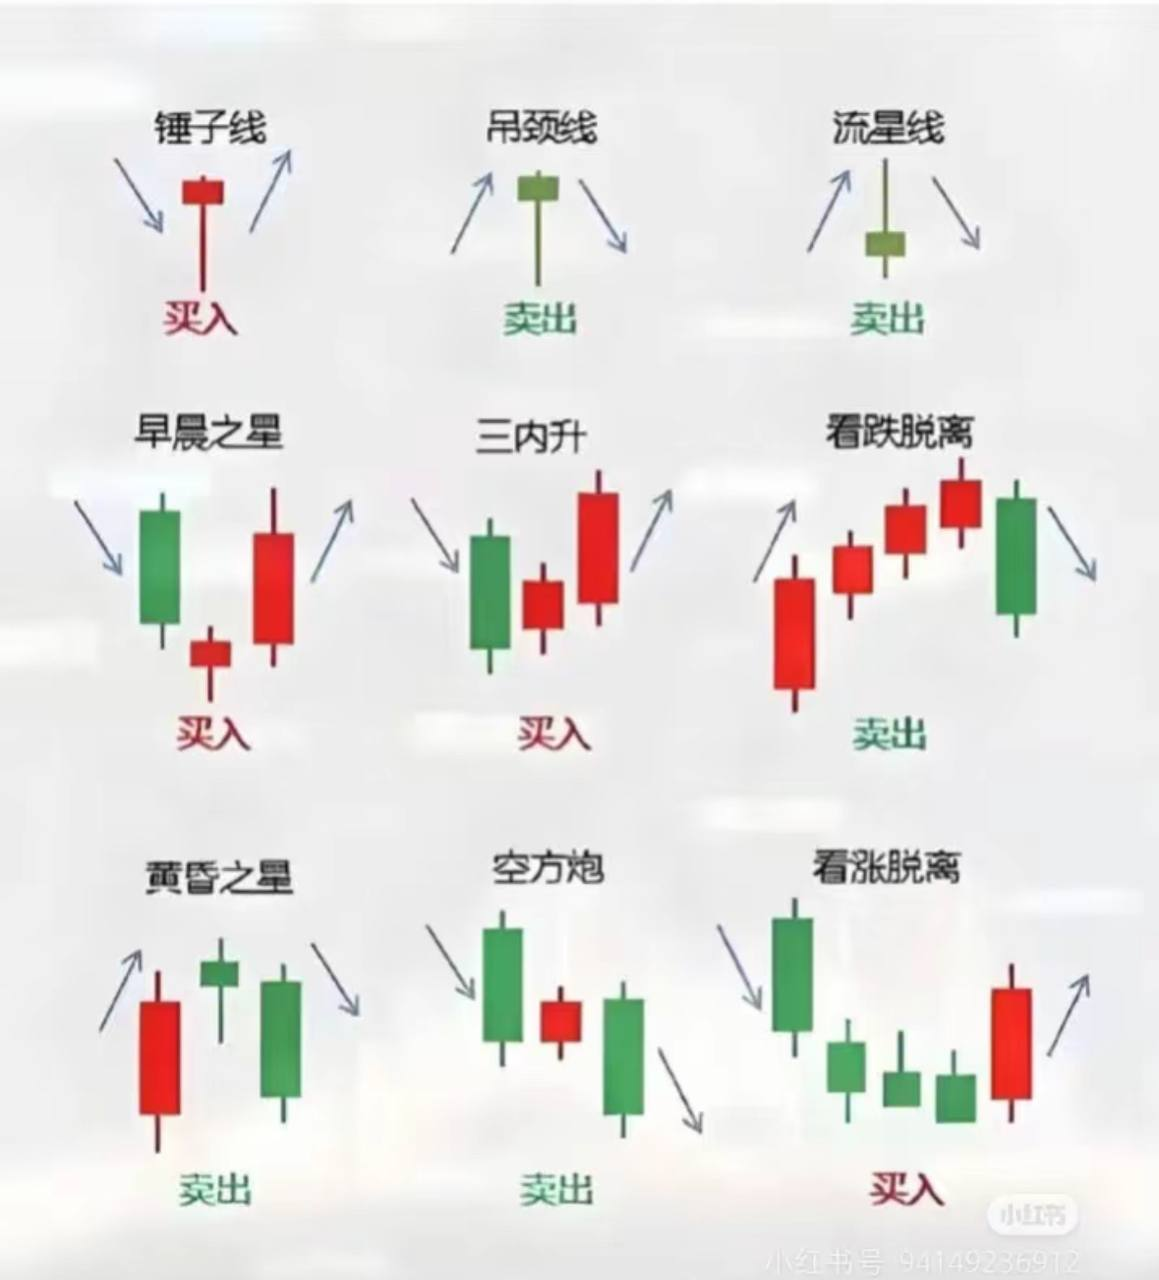 锤子线
吊颈线
流星线
买入
卖出
卖出
早晨之星
三内升
看跌脱离
买入
买入
卖出
黄昏之星
空方炮
看涨脱离
卖出
卖出
买入
小红书
小红书号 94149236912